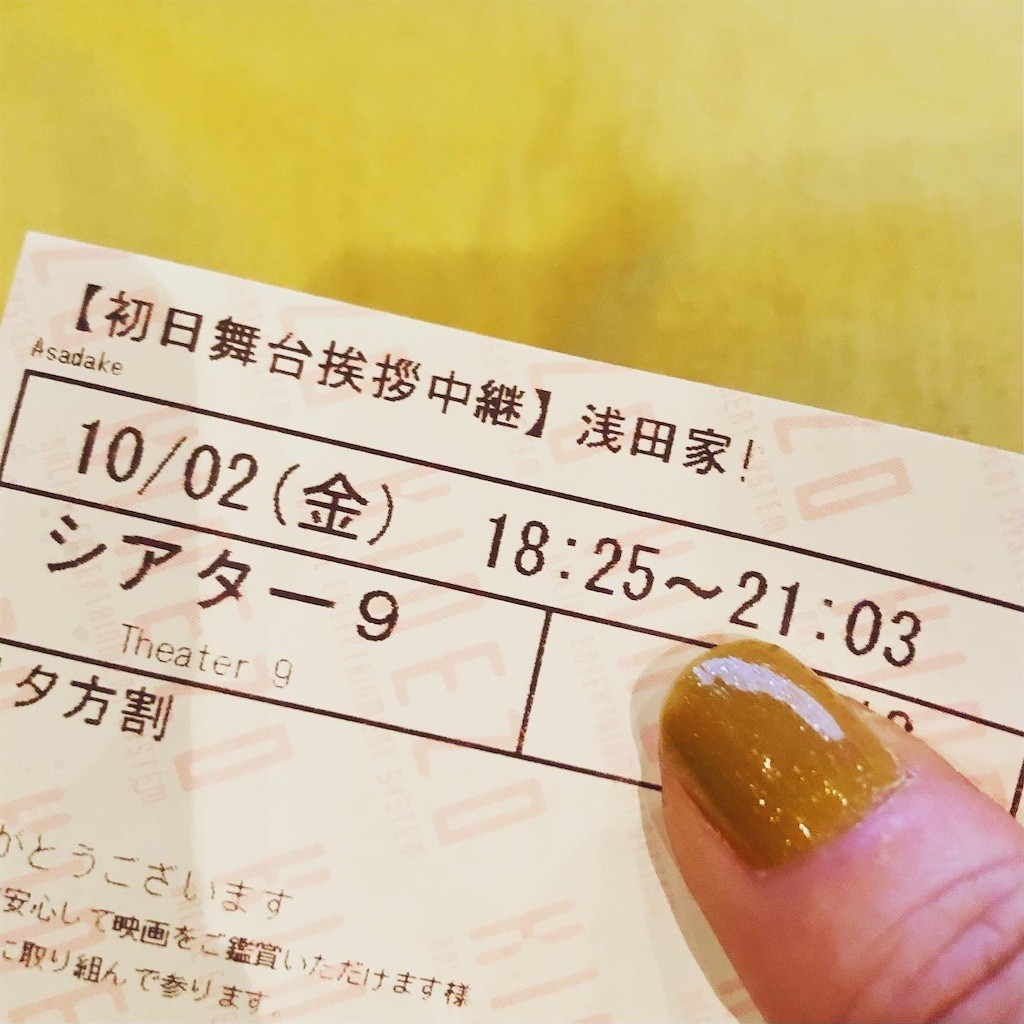 【初日舞台挨拶中継】浅田家!
Asadake
10/02(金) 18:25～21:03
シアター9
Theater 9
夕方割
がとうございます
安心して映画をご鑑賞いただけます様
に取り組んで参ります。